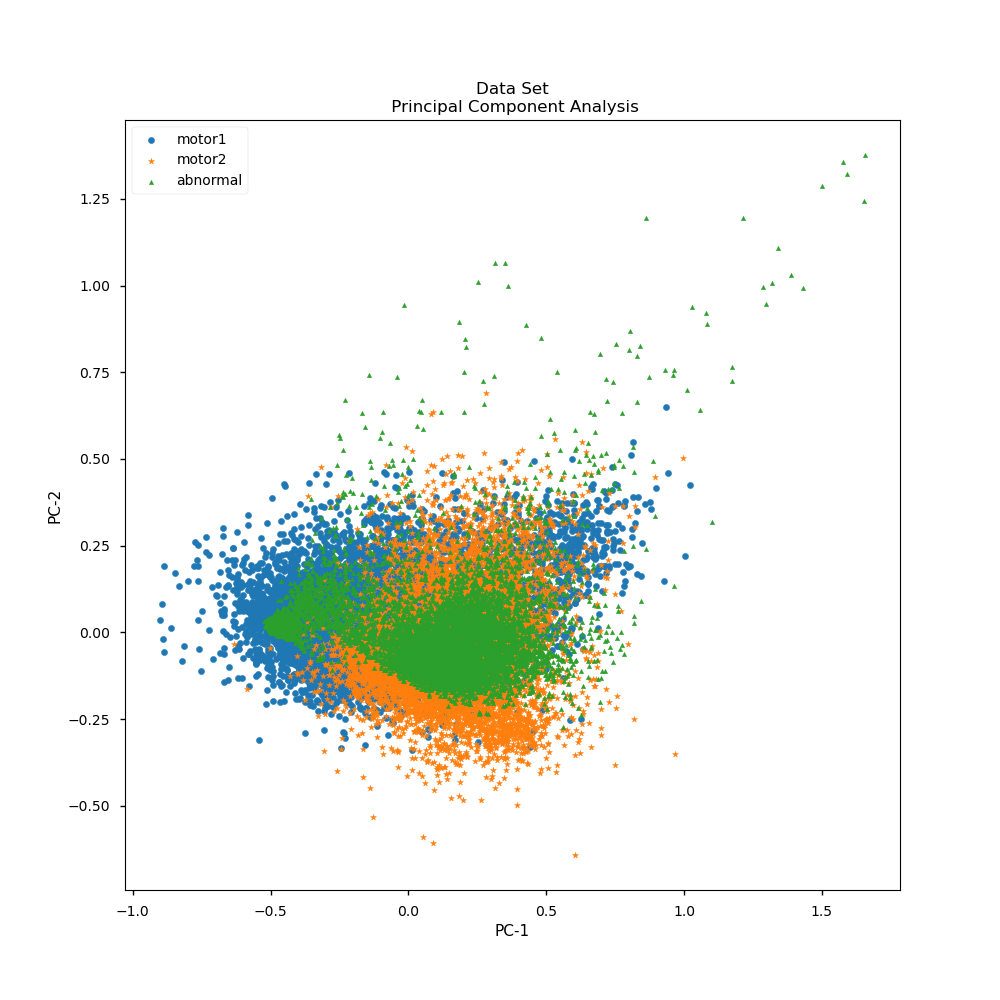 Data Set
Principal Component Analysis
motor1
motor2
abnormal
1.25
1.00
0.75
0.50
0.25
0.00
−0.25
−0.50
PC-2
−1.0
−0.5
0.0
0.5
1.0
1.5
PC-1